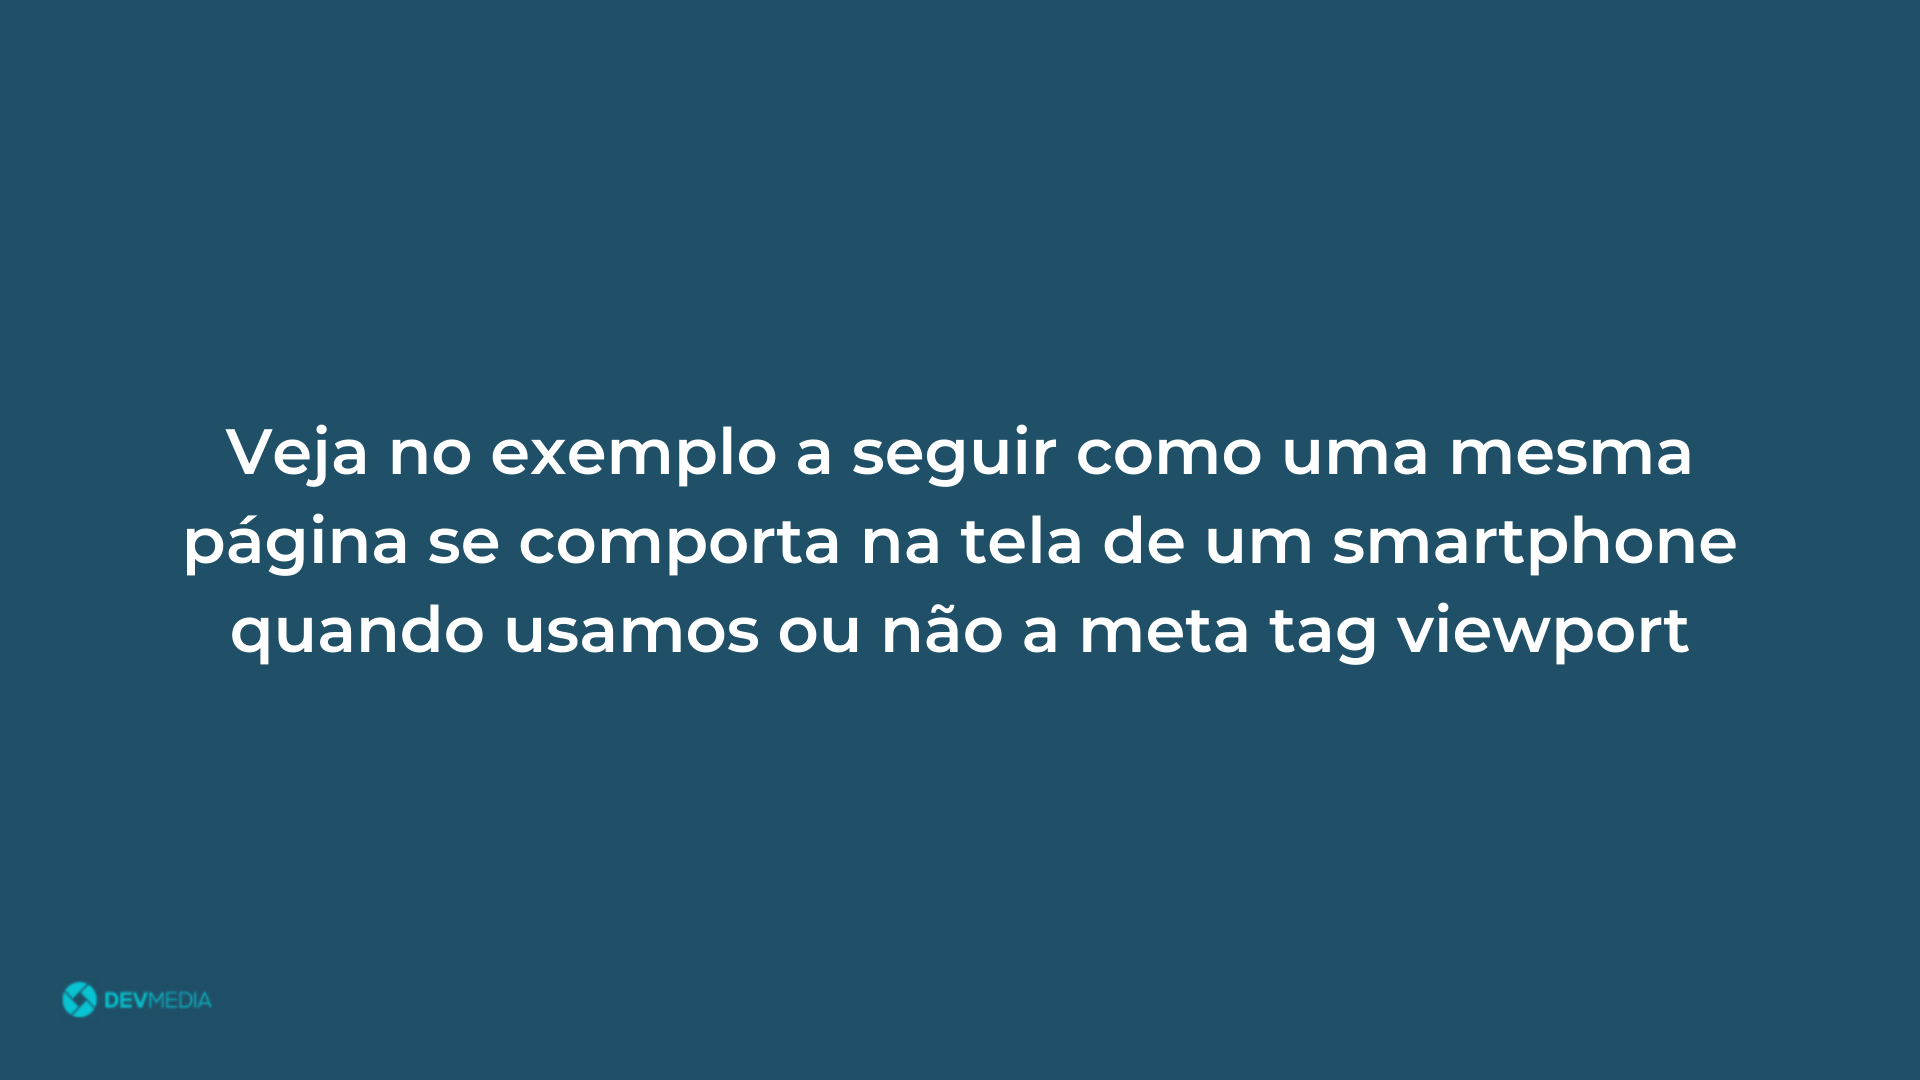 Veja no exemplo a seguir como uma mesma
página se comporta na tela de um smartphone
quando usamos ou não a meta tag viewport
DEVMEDIA